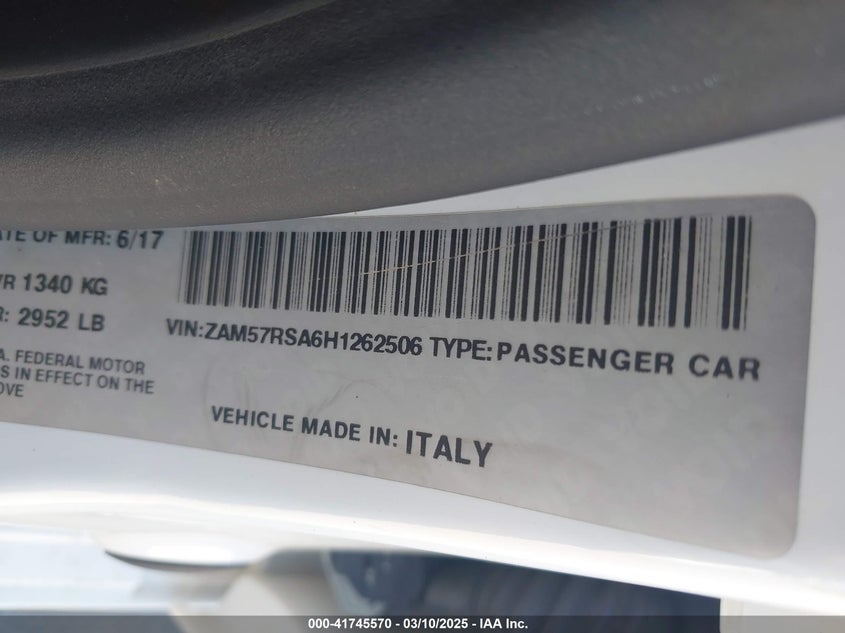 ATE OF MFR: 6/17
VR 1340 KG
R: 2952 LB
VIN:ZAM57RSA6H1262506 TYPE:PASSENGER CAR
A. FEDERAL MOTOR
S IN EFFECT ON THE
OVE
VEHICLE MADE IN: ITALY
000-41745570 - 03/10/2025 - IAA Inc.